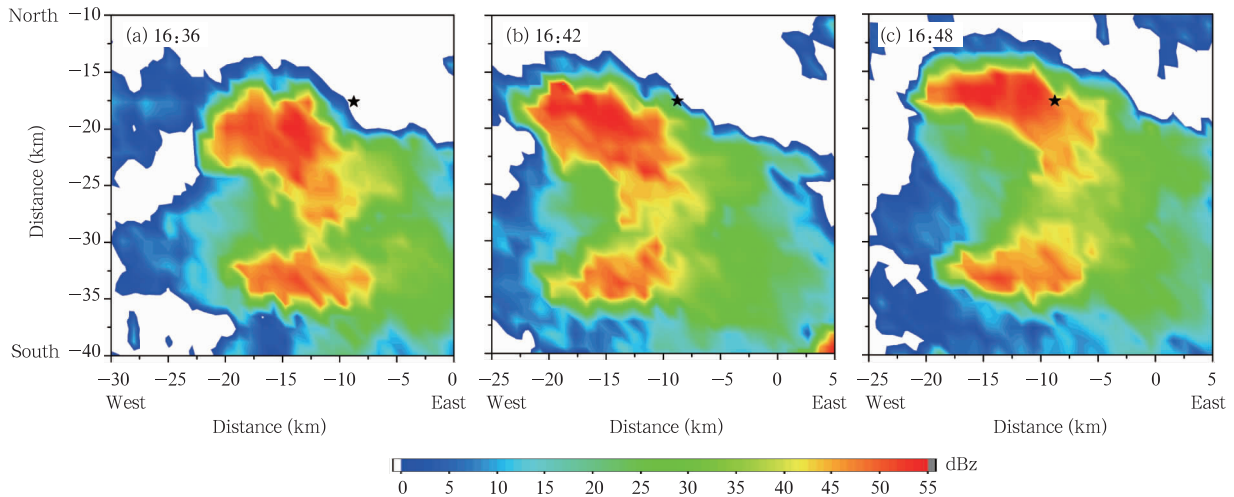 North −10
−15
−20
−25
−30
−35
South −40
Distance (km)
(a) 16:36
(b) 16:42
(c) 16:48
−30 −25 −20 −15 −10 −5 0
West East
Distance (km)
−25 −20 −15 −10 −5 0 5
West East
Distance (km)
−25 −20 −15 −10 −5 0 5
West East
Distance (km)
dBz
0 5 10 15 20 25 30 35 40 45 50 55